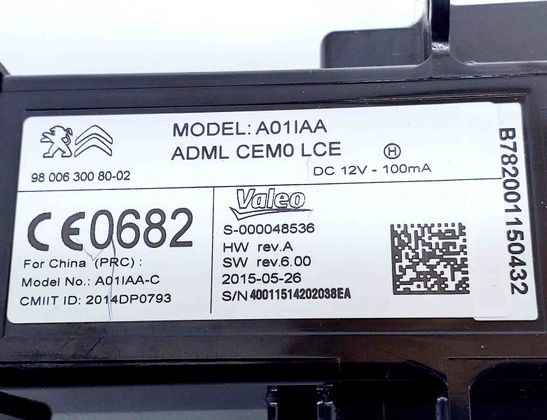 MODEL: A01IAA
ADML CEM0 LCE
H
98 006 300 80-02
DC 12V - 100mA
CE0682
For China (PRC) :
Model No.: A01IAA-C
CMIIT ID: 2014DP0793
Valeo
S-000048536
HW rev.A
SW rev.6.00
2015-05-26
S/N 40011514202038EA
B782001150432